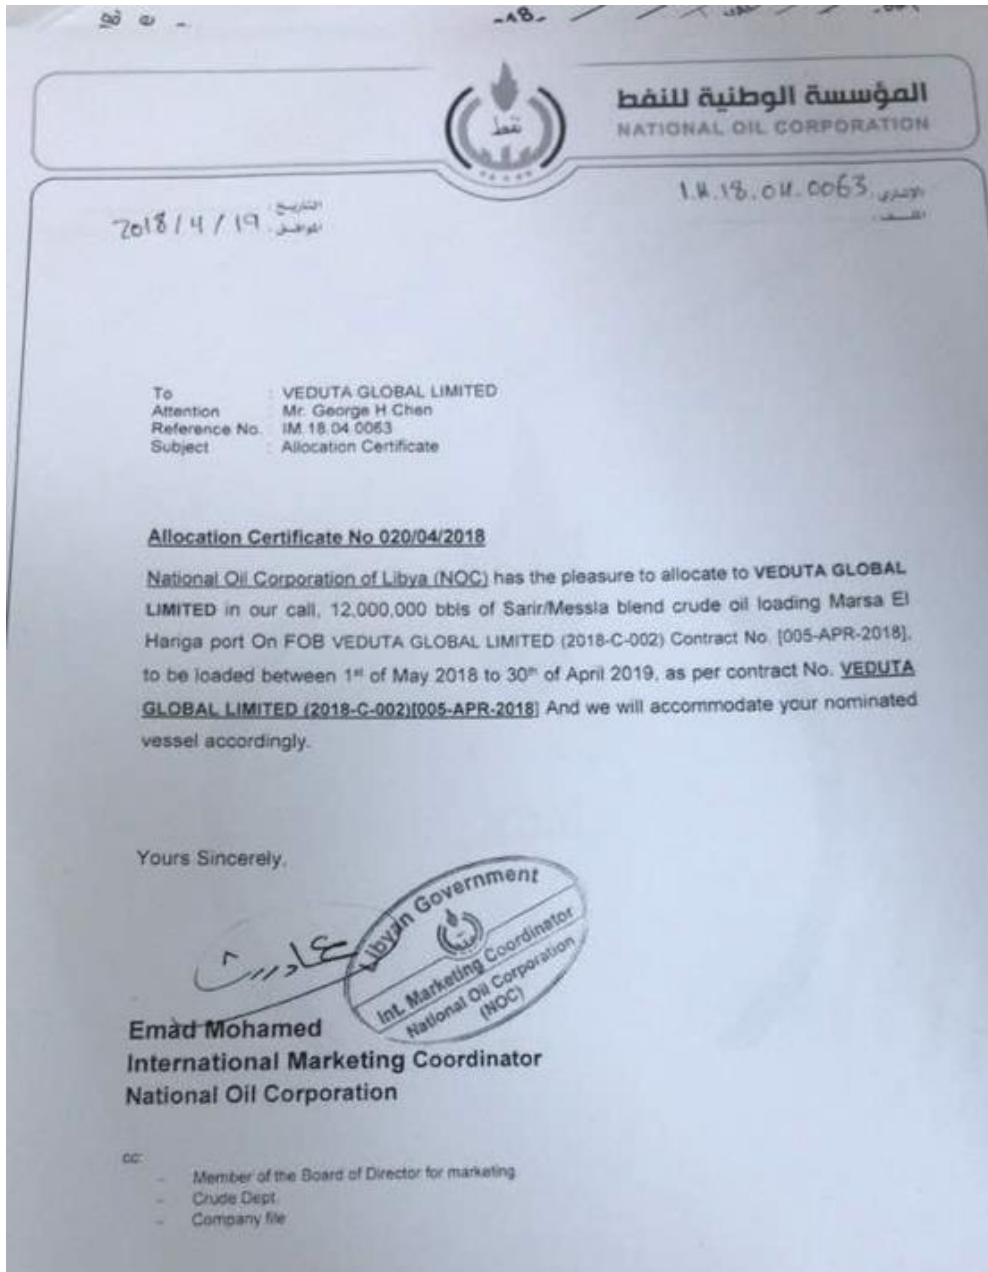 -18-
المؤسسة الوطنية للنفط
NATIONAL OIL CORPORATION
نفط
الاشاري 1.M.18.04.0063
الملف
التاريخ
الموافق 2018/4/19
To : VEDUTA GLOBAL LIMITED
Attention : Mr. George H Chen
Reference No. : IM.18.04.0063
Subject : Allocation Certificate
Allocation Certificate No 020/04/2018
National Oil Corporation of Libya (NOC) has the pleasure to allocate to VEDUTA GLOBAL
LIMITED in our call, 12,000,000 bbls of Sarir/Messla blend crude oil loading Marsa El
Hariga port On FOB VEDUTA GLOBAL LIMITED (2018-C-002) Contract No. [005-APR-2018],
to be loaded between 1st of May 2018 to 30th of April 2019, as per contract No. VEDUTA
GLOBAL LIMITED (2018-C-002)[005-APR-2018] And we will accommodate your nominated
vessel accordingly.
Yours Sincerely,
Libyan Government
Int. Marketing Coordinator
National Oil Corporation
(NOC)
Emad Mohamed
International Marketing Coordinator
National Oil Corporation
cc:
- Member of the Board of Director for marketing
- Crude Dept.
- Company file